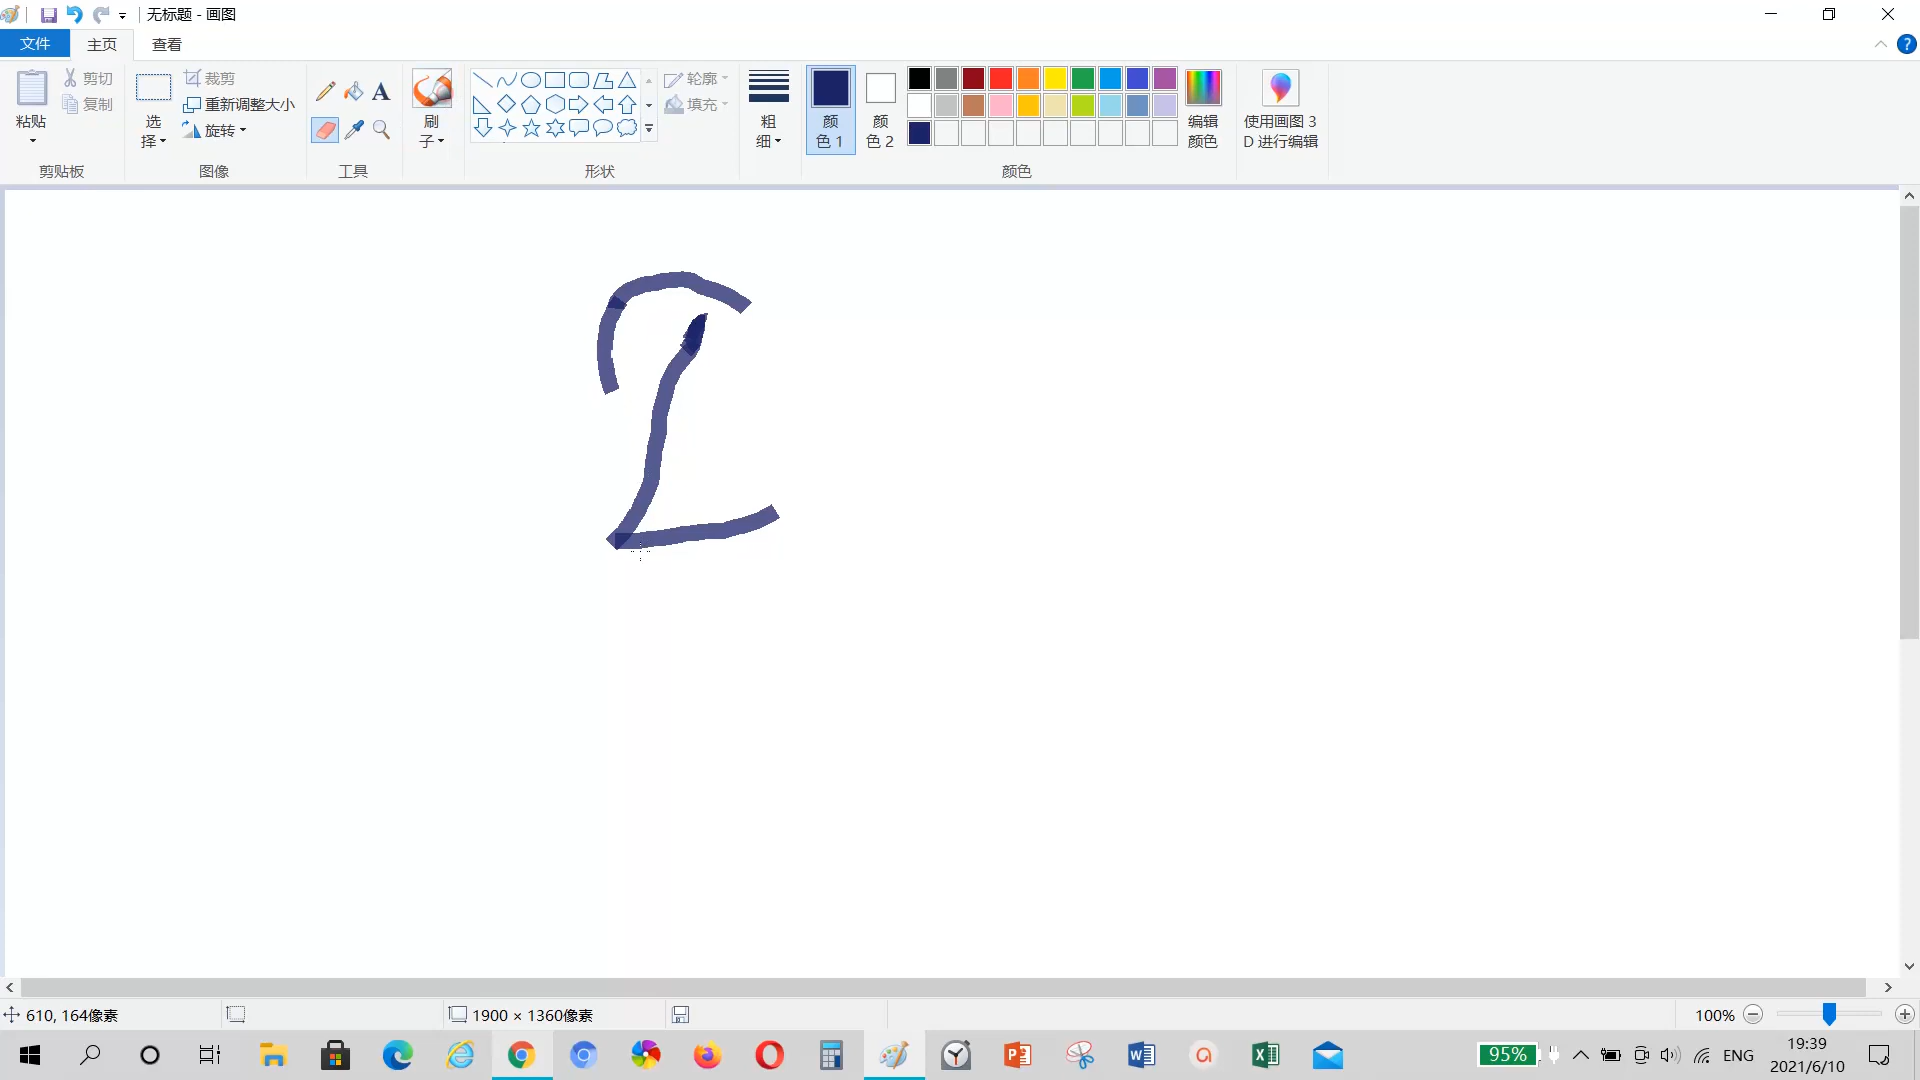 无标题 - 画图
文件 主页 查看
粘贴 剪切 复制 剪贴板
选择 裁剪 重新调整大小 旋转 图像
A 工具
刷子
形状 轮廓 填充
粗细
颜色 1 颜色 2 编辑颜色 颜色
使用画图 3D 进行编辑
2
610, 164像素 1900 × 1360像素 100%
95% ENG 19:39
2021/6/10